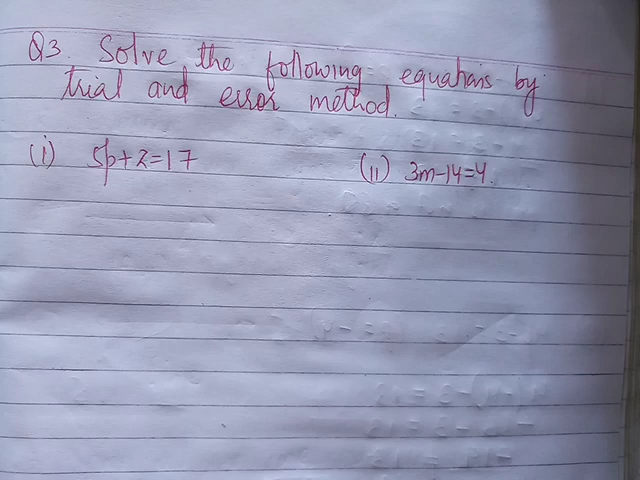 Q3. Solve the following equations by
trial and error method.
(i) 5p+2=17 (ii) 3m-14=4.